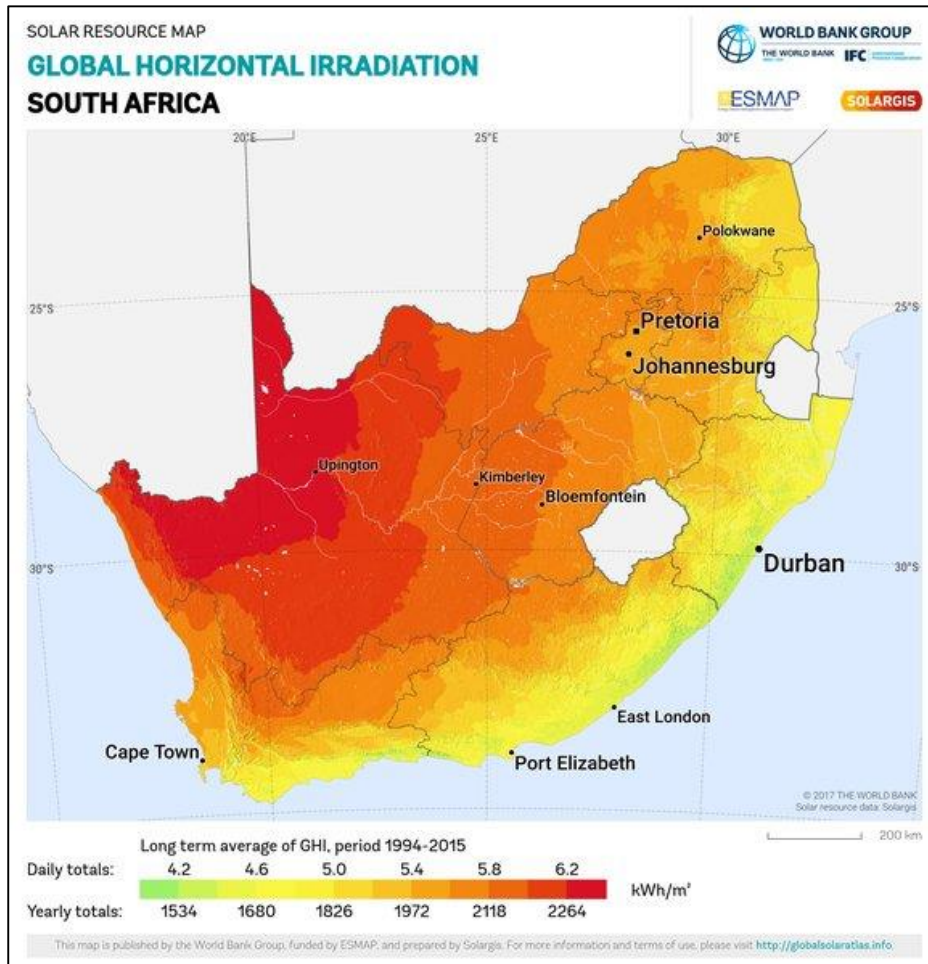 SOLAR RESOURCE MAP
GLOBAL HORIZONTAL IRRADIATION
SOUTH AFRICA
WORLD BANK GROUP
THE WORLD BANK IFC
ESMAP
SOLARGIS
20°E 25°E 30°E
Polokwane
25°S 25°S
Pretoria
Johannesburg
Upington
Kimberley
Bloemfontein
Durban
30°S 30°S
East London
Cape Town
Port Elizabeth
© 2017 THE WORLD BANK
Solar resource data: Solargis
200 km
Long term average of GHI, period 1994-2015
Daily totals: 4.2 4.6 5.0 5.4 5.8 6.2
kWh/m²
Yearly totals: 1534 1680 1826 1972 2118 2264
This map is published by the World Bank Group, funded by ESMAP, and prepared by Solargis. For more information and terms of use, please visit http://globalsolaratlas.info.